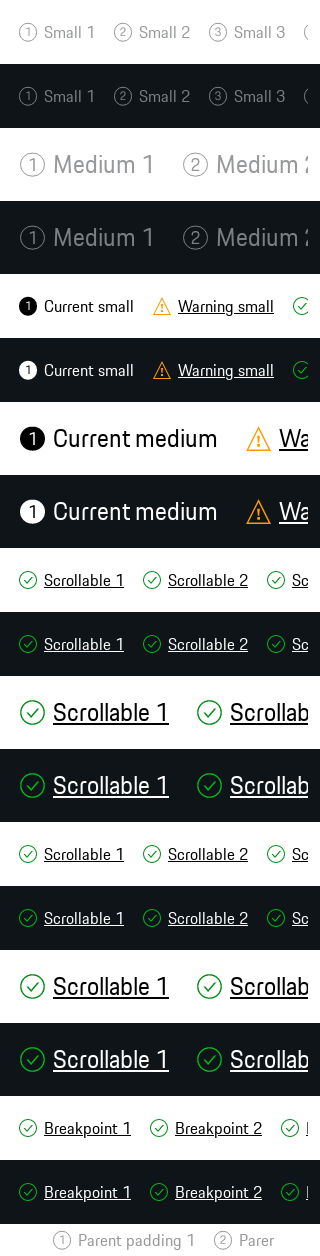 1 Small 1 2 Small 2 3 Small 3
1 Small 1 2 Small 2 3 Small 3
1 Medium 1 2 Medium 2
1 Medium 1 2 Medium 2
1 Current small Warning small
1 Current small Warning small
1 Current medium Wa
1 Current medium Wa
Scrollable 1 Scrollable 2 Sc
Scrollable 1 Scrollable 2 Sc
Scrollable 1 Scrollab
Scrollable 1 Scrollab
Scrollable 1 Scrollable 2 Sc
Scrollable 1 Scrollable 2 Sc
Scrollable 1 Scrollab
Scrollable 1 Scrollab
Breakpoint 1 Breakpoint 2
Breakpoint 1 Breakpoint 2
1 Parent padding 1 2 Parer